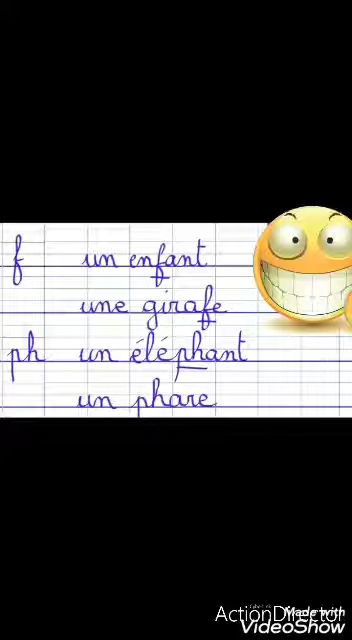 f un enfant
une girafe
ph un éléphant
un phare
Made with
ActionDirector
VideoShow